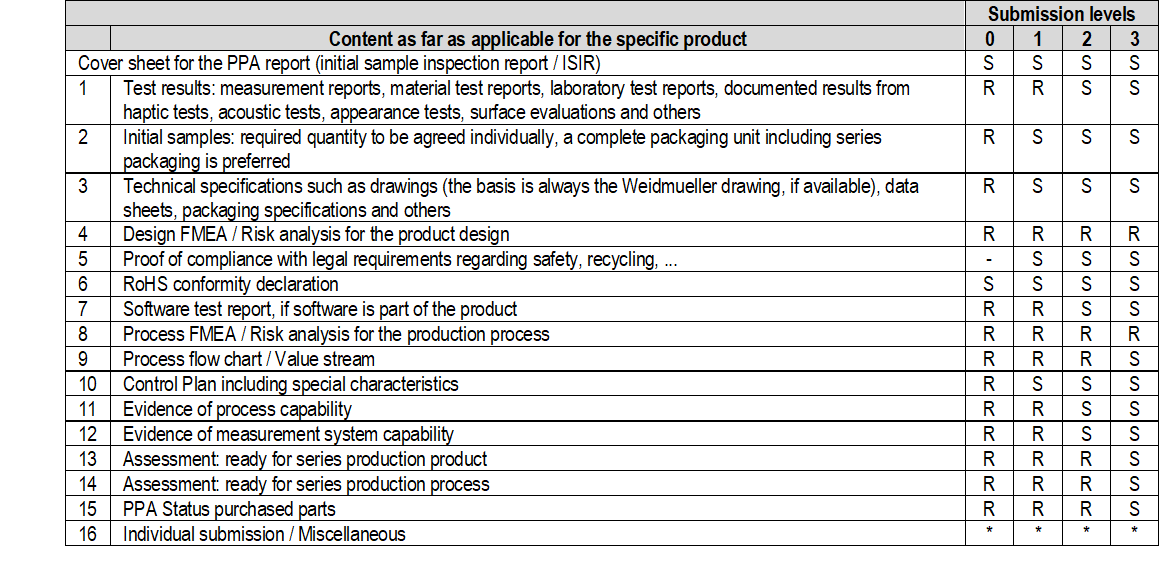 Submission levels
Content as far as applicable for the specific product 0 1 2 3
Cover sheet for the PPA report (initial sample inspection report / ISIR) S S S S
1 Test results: measurement reports, material test reports, laboratory test reports, documented results from R R S S
haptic tests, acoustic tests, appearance tests, surface evaluations and others
2 Initial samples: required quantity to be agreed individually, a complete packaging unit including series R S S S
packaging is preferred
3 Technical specifications such as drawings (the basis is always the Weidmueller drawing, if available), data R S S S
sheets, packaging specifications and others
4 Design FMEA / Risk analysis for the product design R R R R
5 Proof of compliance with legal requirements regarding safety, recycling, ... - S S S
6 RoHS conformity declaration S S S S
7 Software test report, if software is part of the product R R S S
8 Process FMEA / Risk analysis for the production process R R R R
9 Process flow chart / Value stream R R R S
10 Control Plan including special characteristics R S S S
11 Evidence of process capability R R S S
12 Evidence of measurement system capability R R S S
13 Assessment: ready for series production product R R R S
14 Assessment: ready for series production process R R R S
15 PPA Status purchased parts R R R S
16 Individual submission / Miscellaneous * * * *